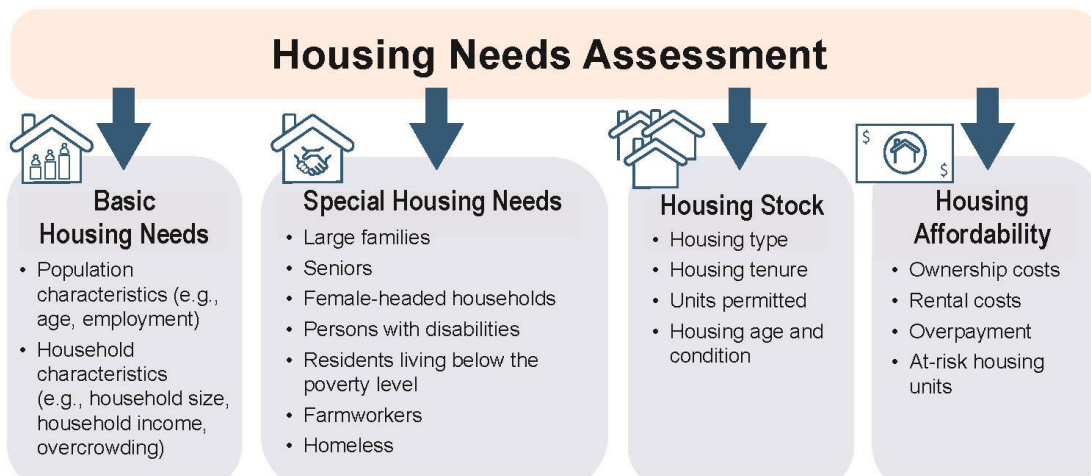 Housing Needs Assessment
Basic
Housing Needs
• Population
characteristics (e.g.,
age, employment)
• Household
characteristics
(e.g., household size,
household income,
overcrowding)
Special Housing Needs
• Large families
• Seniors
• Female-headed households
• Persons with disabilities
• Residents living below the
poverty level
• Farmworkers
• Homeless
Housing Stock
• Housing type
• Housing tenure
• Units permitted
• Housing age and
condition
$
$
Housing
Affordability
• Ownership costs
• Rental costs
• Overpayment
• At-risk housing
units